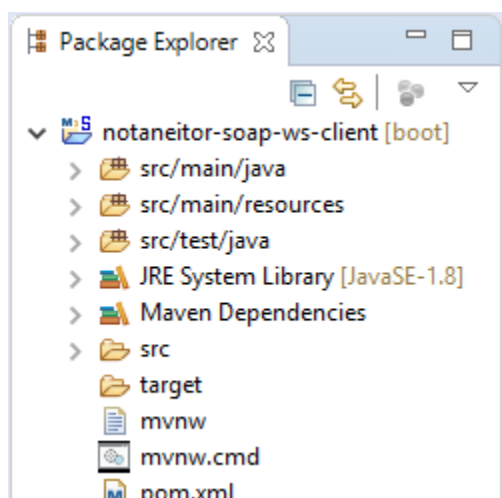 Package Explorer
notaneitor-soap-ws-client [boot]
src/main/java
src/main/resources
src/test/java
JRE System Library [JavaSE-1.8]
Maven Dependencies
src
target
mvnw
mvnw.cmd
pom.xml